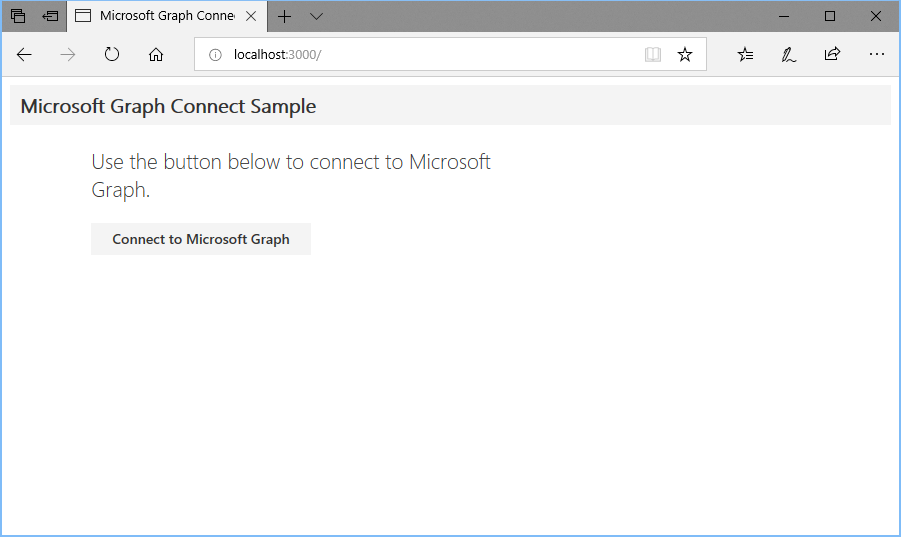 Microsoft Graph Conne
localhost:3000/
Microsoft Graph Connect Sample
Use the button below to connect to Microsoft
Graph.
Connect to Microsoft Graph